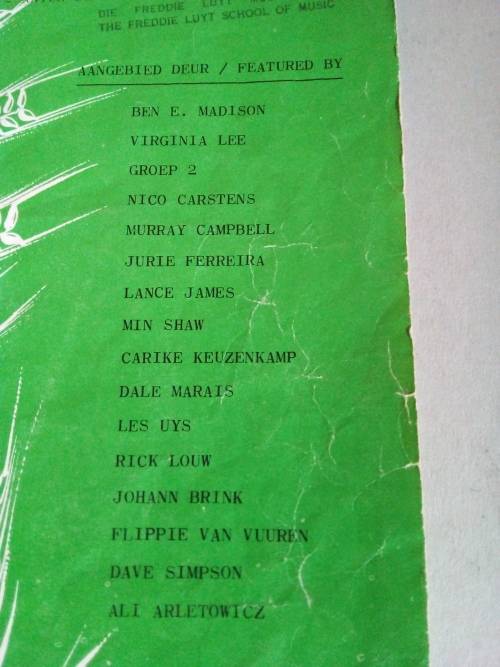 DIE FREDDIE LUYT
THE FREDDIE LUYT SCHOOL OF MUSIC
AANGEBIED DEUR / FEATURED BY
BEN E. MADISON
VIRGINIA LEE
GROEP 2
NICO CARSTENS
MURRAY CAMPBELL
JURIE FERREIRA
LANCE JAMES
MIN SHAW
CARIKE KEUZENKAMP
DALE MARAIS
LES UYS
RICK LOUW
JOHANN BRINK
FLIPPIE VAN VUUREN
DAVE SIMPSON
ALI ARLETOWICZ